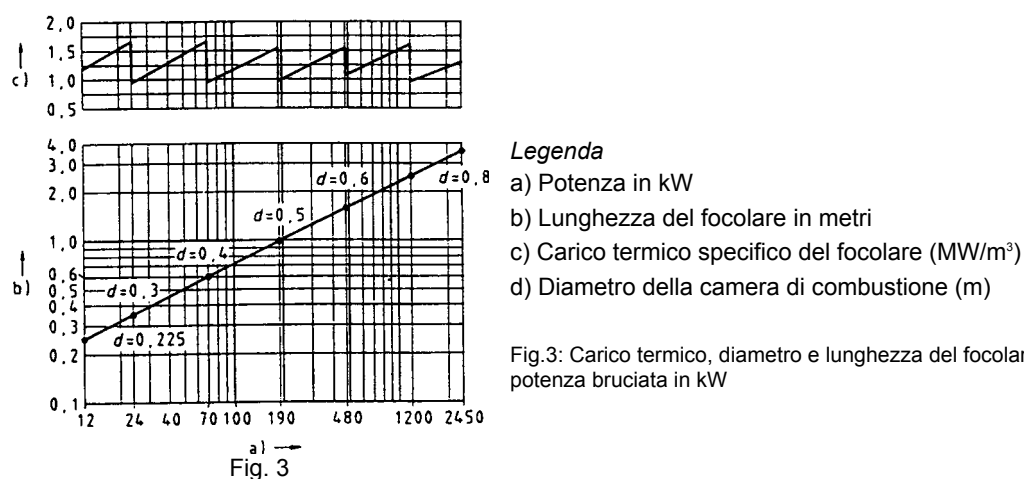 2,0
1,5
c) 1,0
0,5
4,0
3,0
2,0
1,0
0,6
0,5
b) 0,4
0,3
0,2
0,1
d=0,8
d=0,6
d=0,5
d=0,4
d=0,3
d=0,225
12 24 40 70 100 190 480 1200 2450
a)
Fig. 3
Legenda
a) Potenza in kW
b) Lunghezza del focolare in metri
c) Carico termico specifico del focolare (MW/m³)
d) Diametro della camera di combustione (m)
Fig.3: Carico termico, diametro e lunghezza del focolar
potenza bruciata in kW